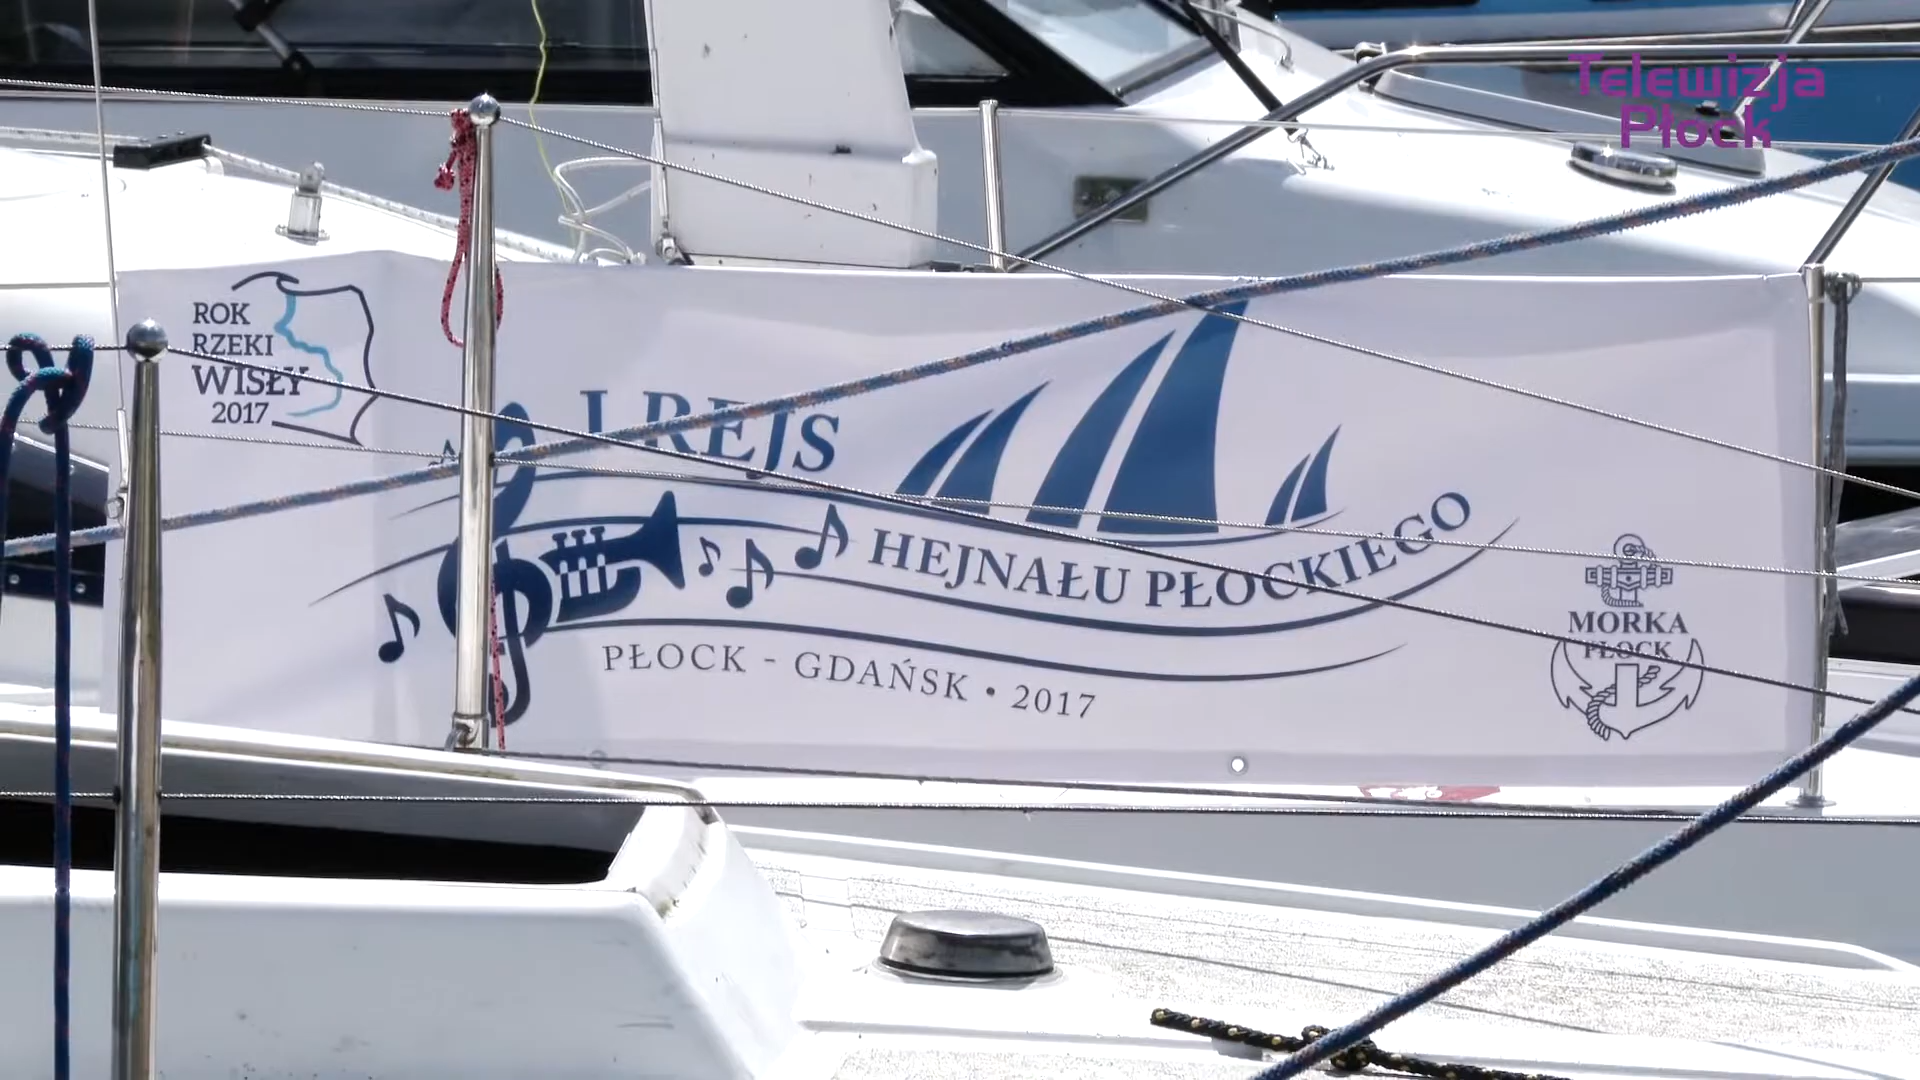 Telewizja
Płock
ROK
RZEKI
WISŁY
2017
I REJS
HEJNAŁU PŁOCKIEGO
PŁOCK - GDAŃSK • 2017
MORKA
PŁOCK